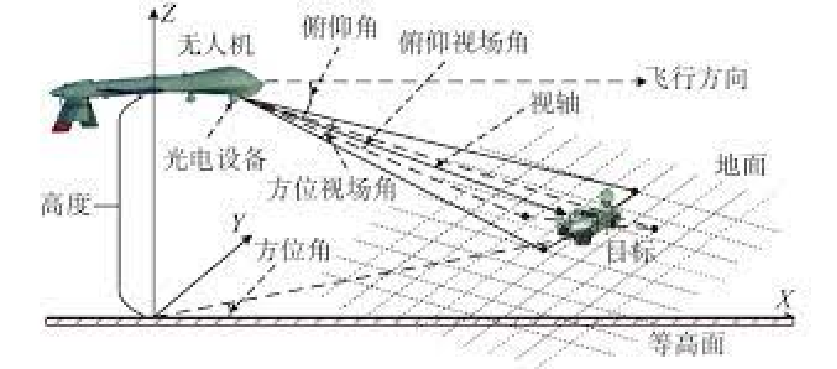 Z
俯仰角
无人机
俯仰视场角
飞行方向
视轴
光电设备
地面
方位视场角
高度
Y
方位角
目标
X
等高面